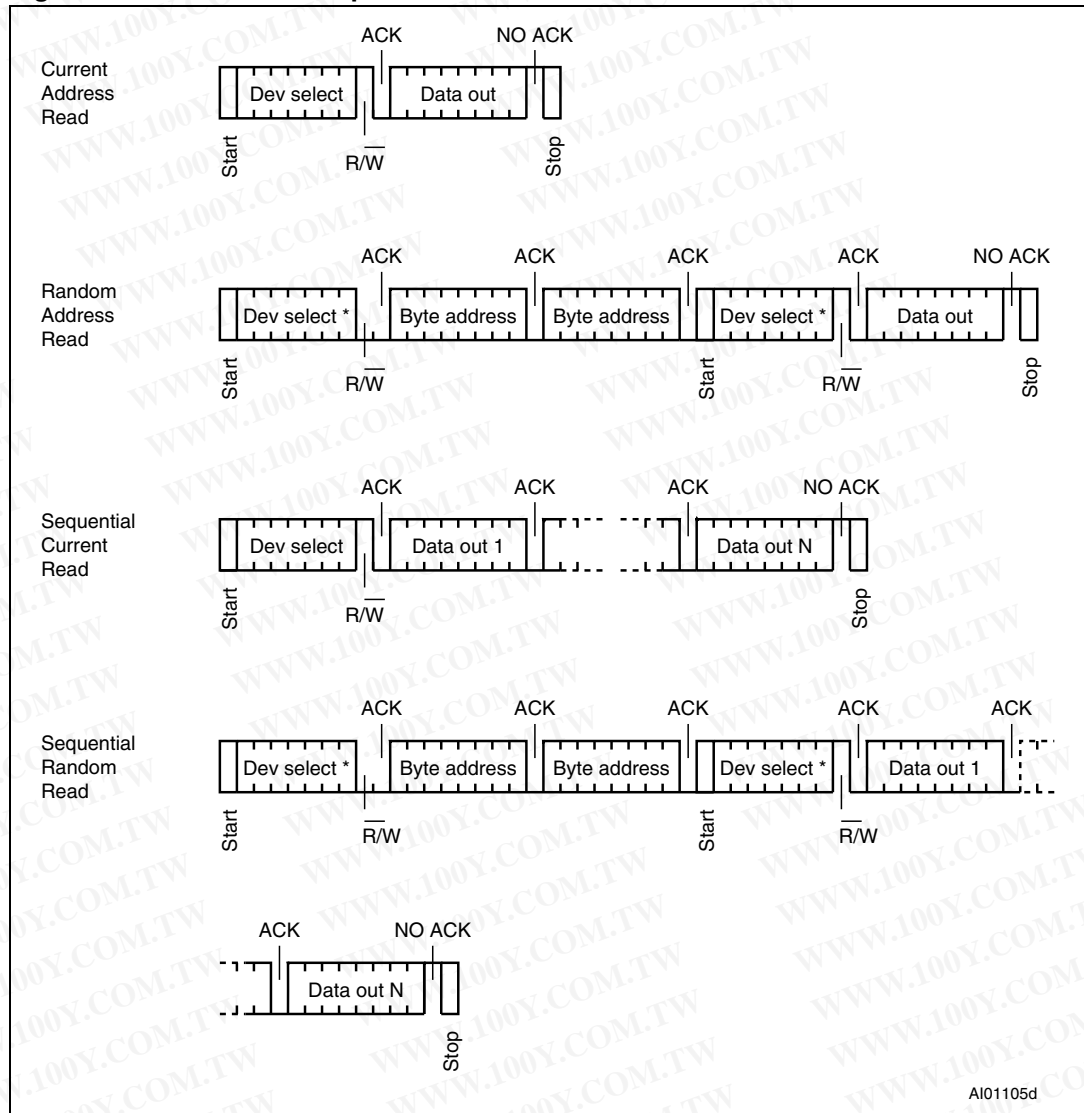 ACK NO ACK
Current
Address
Read
Dev select Data out
Start R/W Stop
ACK ACK ACK ACK NO ACK
Random
Address
Read
Dev select * Byte address Byte address Dev select * Data out
Start R/W Start R/W Stop
ACK ACK ACK NO ACK
Sequential
Current
Read
Dev select Data out 1 Data out N
Start R/W Stop
ACK ACK ACK ACK ACK
Sequential
Random
Read
Dev select * Byte address Byte address Dev select * Data out 1
Start R/W Start R/W
ACK NO ACK
Data out N
Stop
AI01105d
WWW.100Y.COM.TW